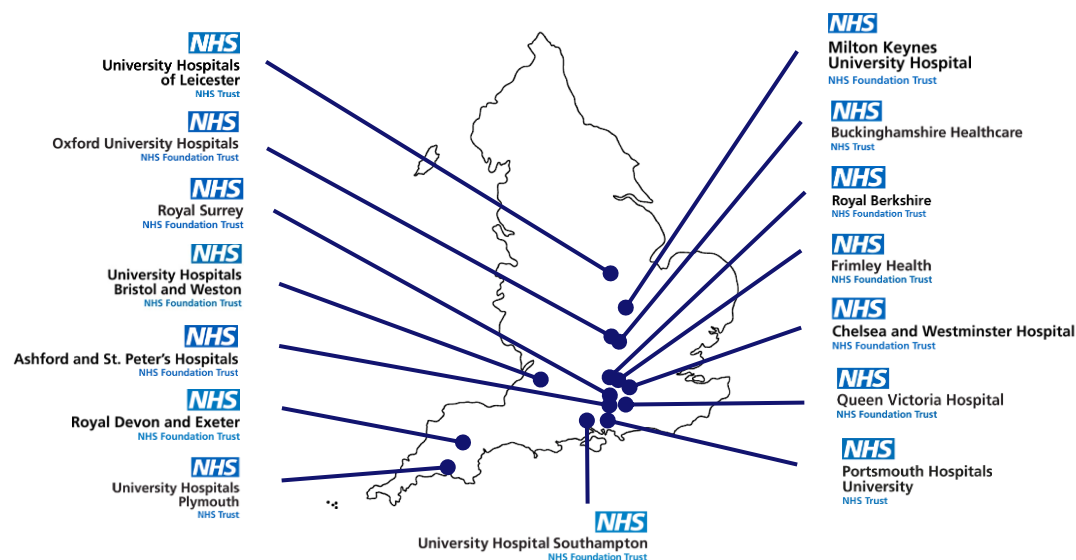 NHS
University Hospitals
of Leicester
NHS Trust
NHS
Oxford University Hospitals
NHS Foundation Trust
NHS
Royal Surrey
NHS Foundation Trust
NHS
University Hospitals
Bristol and Weston
NHS Foundation Trust
NHS
Ashford and St. Peter's Hospitals
NHS Foundation Trust
NHS
Royal Devon and Exeter
NHS Foundation Trust
NHS
University Hospitals
Plymouth
NHS Trust
NHS
University Hospital Southampton
NHS Foundation Trust
NHS
Milton Keynes
University Hospital
NHS Foundation Trust
NHS
Buckinghamshire Healthcare
NHS Trust
NHS
Royal Berkshire
NHS Foundation Trust
NHS
Frimley Health
NHS Foundation Trust
NHS
Chelsea and Westminster Hospital
NHS Foundation Trust
NHS
Queen Victoria Hospital
NHS Foundation Trust
NHS
Portsmouth Hospitals
University
NHS Trust